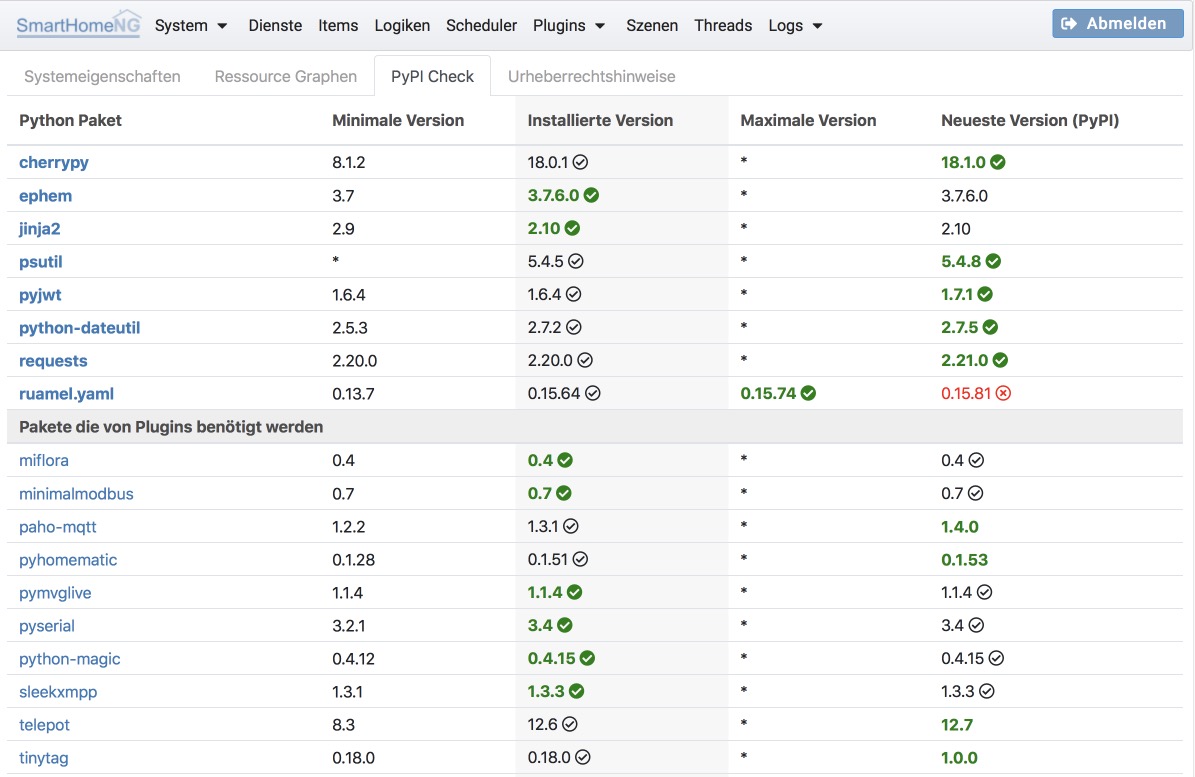 SmartHomeNG System Dienste Items Logiken Scheduler Plugins Szenen Threads Logs Abmelden
Systemeigenschaften Ressource Graphen PyPI Check Urheberrechtshinweise
Python Paket Minimale Version Installierte Version Maximale Version Neueste Version (PyPI)
cherrypy 8.1.2 18.0.1 * 18.1.0
ephem 3.7 3.7.6.0 * 3.7.6.0
jinja2 2.9 2.10 * 2.10
psutil * 5.4.5 * 5.4.8
pyjwt 1.6.4 1.6.4 * 1.7.1
python-dateutil 2.5.3 2.7.2 * 2.7.5
requests 2.20.0 2.20.0 * 2.21.0
ruamel.yaml 0.13.7 0.15.64 0.15.74 0.15.81
Pakete die von Plugins benötigt werden
miflora 0.4 0.4 * 0.4
minimalmodbus 0.7 0.7 * 0.7
paho-mqtt 1.2.2 1.3.1 * 1.4.0
pyhomematic 0.1.28 0.1.51 * 0.1.53
pymvglive 1.1.4 1.1.4 * 1.1.4
pyserial 3.2.1 3.4 * 3.4
python-magic 0.4.12 0.4.15 * 0.4.15
sleekxmpp 1.3.1 1.3.3 * 1.3.3
telepot 8.3 12.6 * 12.7
tinytag 0.18.0 0.18.0 * 1.0.0